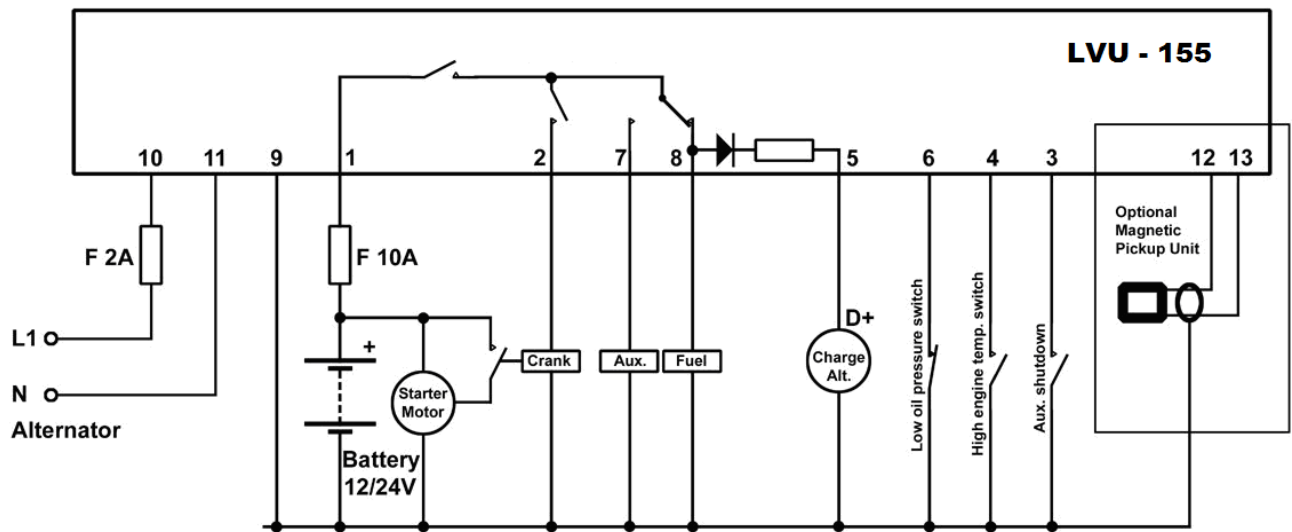 LVU - 155
10 11 9 1 2 7 8 5 6 4 3 12 13
Optional
Magnetic
Pickup Unit
F 2A
F 10A
L1
N
Alternator
+
Battery
12/24V
Starter
Motor
Crank
Aux.
Fuel
D+
Charge
Alt.
Low oil pressure switch
High engine temp. switch
Aux. shutdown